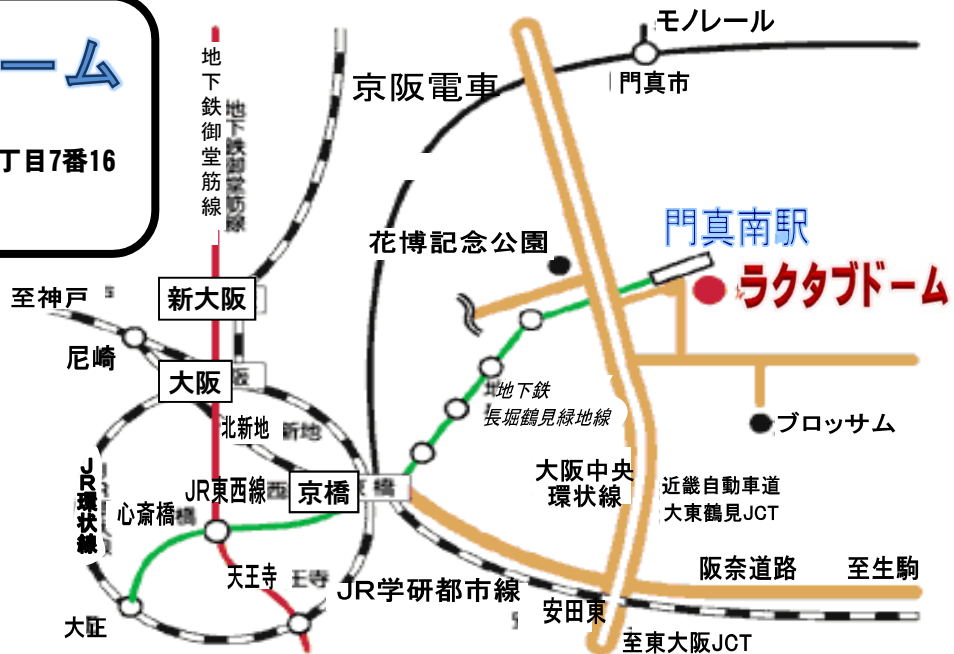 ーム
丁目7番16
地下鉄御堂筋線
地下鉄御堂筋線
京阪電車
モノレール
門真市
花博記念公園
門真南駅
ラクタブドーム
至神戸
新大阪
尼崎
大阪
阪
北新地
新地
地下鉄
長堀鶴見緑地線
ブロッサム
JR環状線
JR東西線
西
京橋
橋
心斎橋
橋
大阪中央
環状線
近畿自動車道
大東鶴見JCT
天王寺
王寺
JR学研都市線
阪奈道路
至生駒
安田東
大正
至東大阪JCT